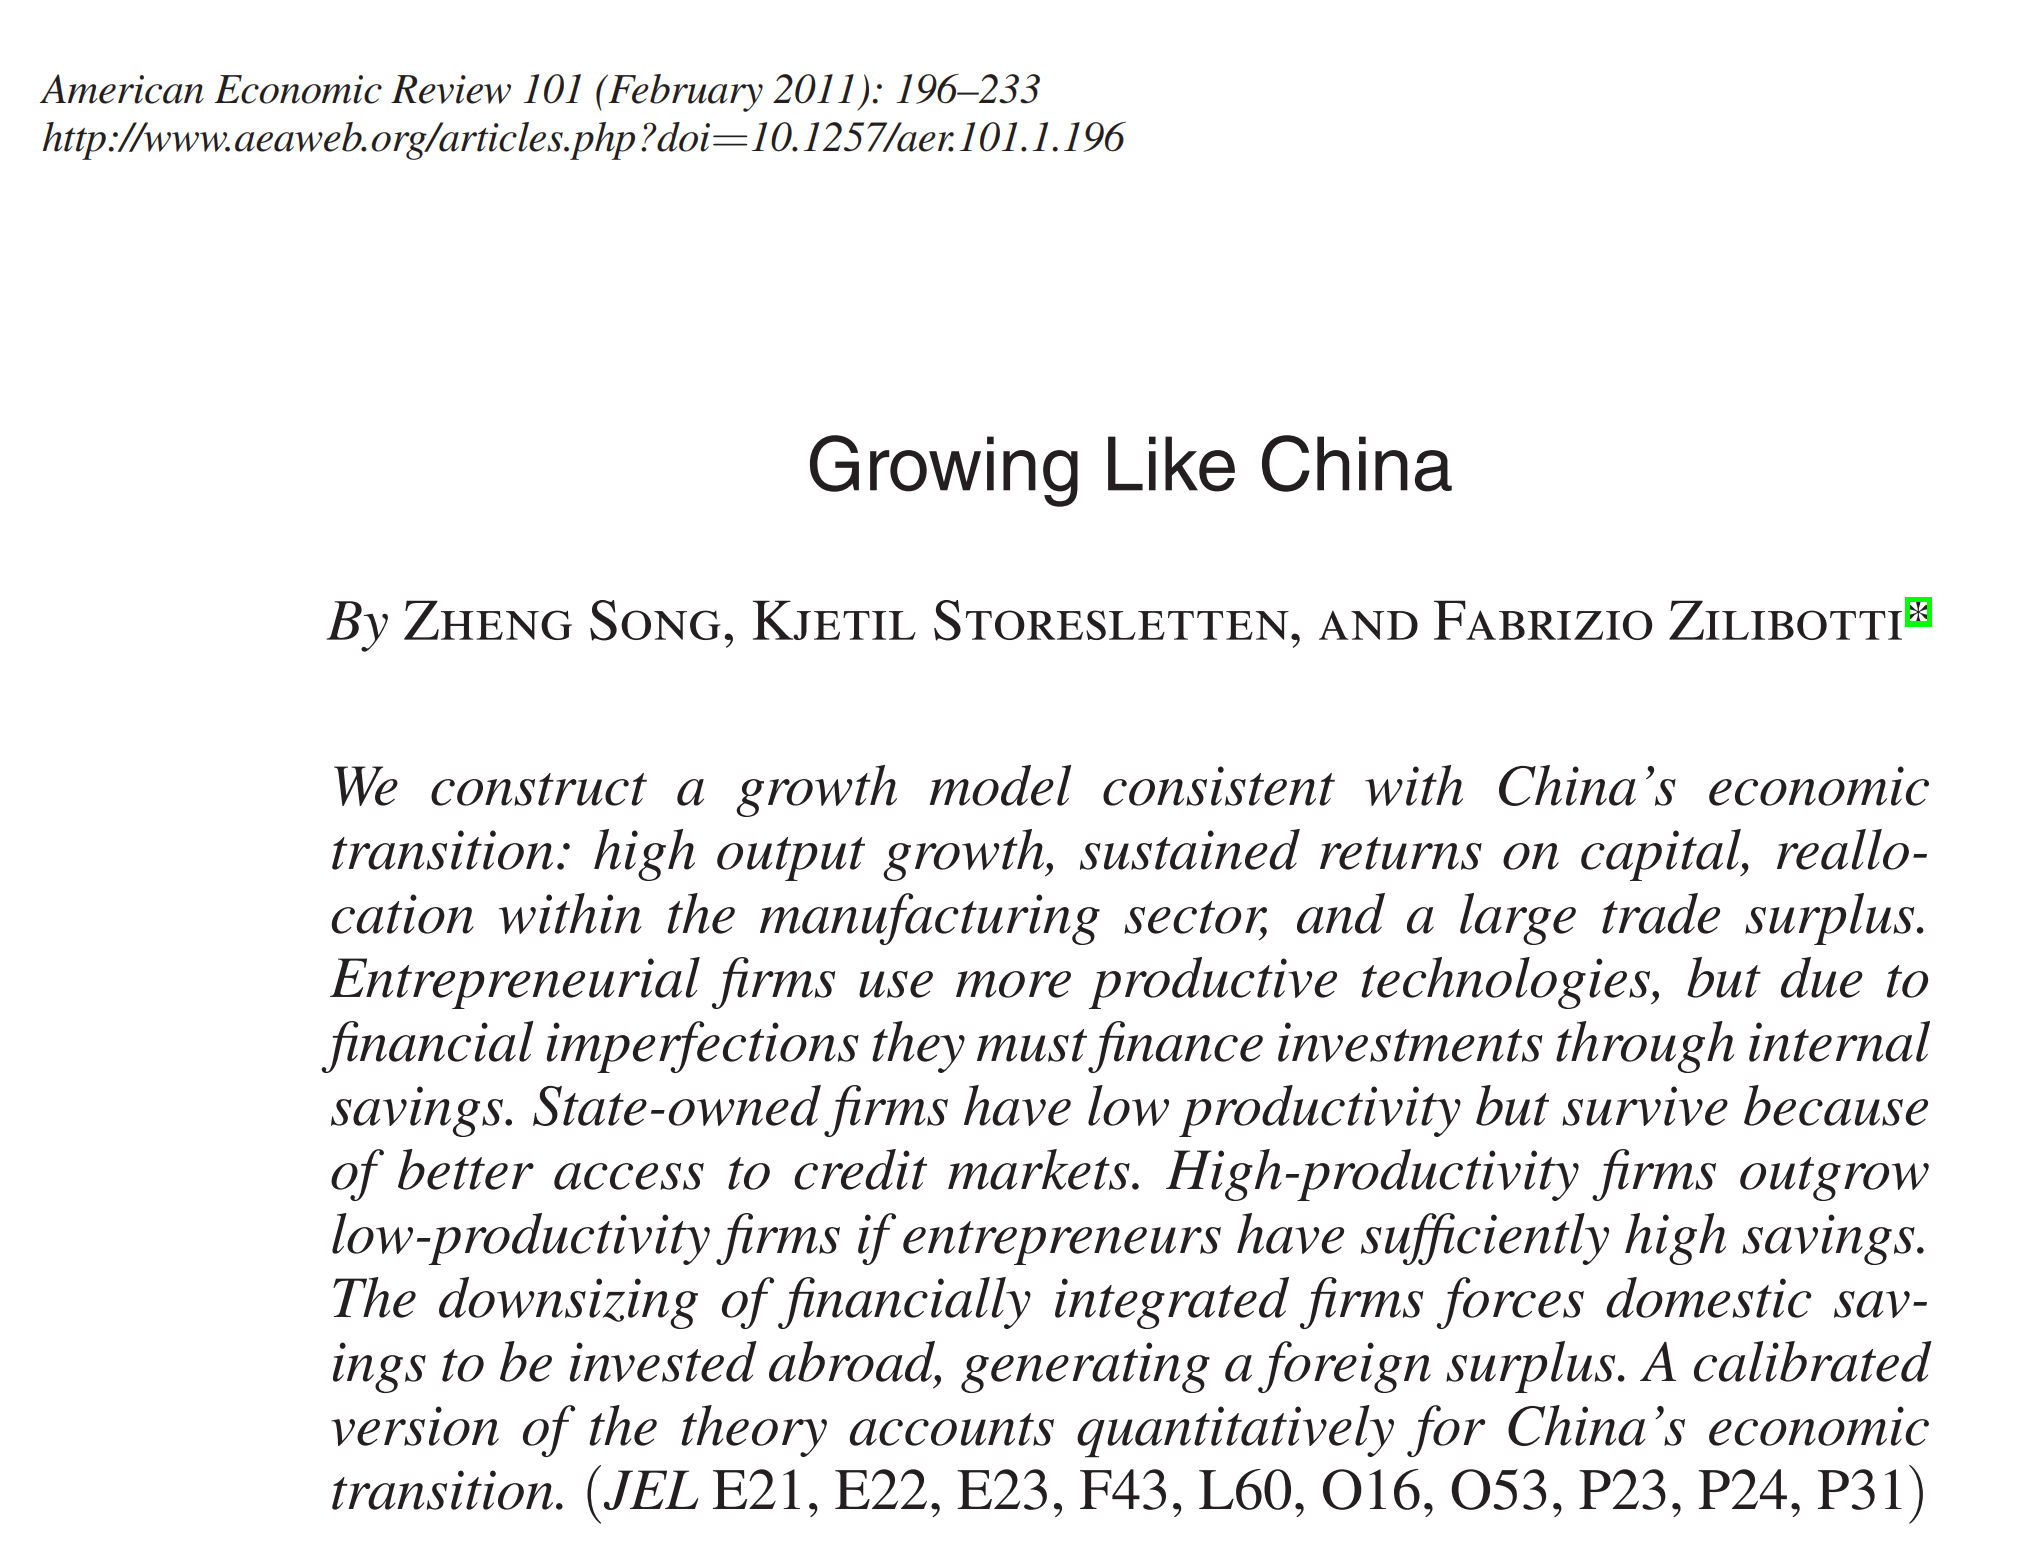 American Economic Review 101 (February 2011): 196–233
http://www.aeaweb.org/articles.php?doi=10.1257/aer.101.1.196
Growing Like China
By Zheng Song, Kjetil Storesletten, and Fabrizio Zilibotti*
We construct a growth model consistent with China’s economic
transition: high output growth, sustained returns on capital, reallo-
cation within the manufacturing sector, and a large trade surplus.
Entrepreneurial firms use more productive technologies, but due to
financial imperfections they must finance investments through internal
savings. State-owned firms have low productivity but survive because
of better access to credit markets. High-productivity firms outgrow
low-productivity firms if entrepreneurs have sufficiently high savings.
The downsizing of financially integrated firms forces domestic sav-
ings to be invested abroad, generating a foreign surplus. A calibrated
version of the theory accounts quantitatively for China’s economic
transition. (JEL E21, E22, E23, F43, L60, O16, O53, P23, P24, P31)